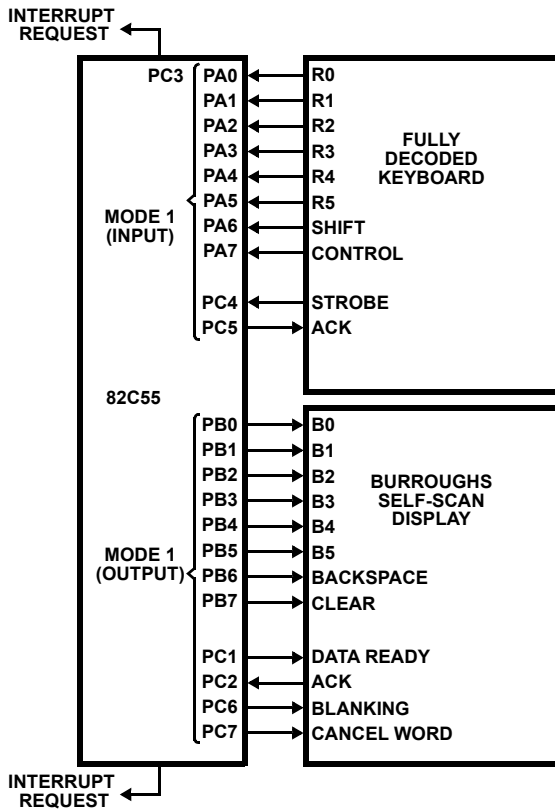 INTERRUPT
REQUEST
PC3 PA0 R0
PA1 R1
PA2 R2
PA3 R3
PA4 R4
PA5 R5
PA6 SHIFT
PA7 CONTROL
MODE 1
(INPUT)
FULLY
DECODED
KEYBOARD
PC4 STROBE
PC5 ACK
82C55
PB0 B0
PB1 B1
PB2 B2
PB3 B3
PB4 B4
PB5 B5
PB6 BACKSPACE
PB7 CLEAR
MODE 1
(OUTPUT)
BURROUGHS
SELF-SCAN
DISPLAY
PC1 DATA READY
PC2 ACK
PC6 BLANKING
PC7 CANCEL WORD
INTERRUPT
REQUEST